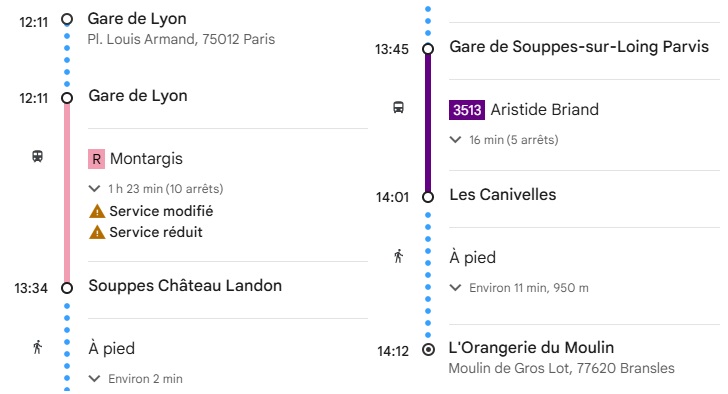 12:11 Gare de Lyon
Pl. Louis Armand, 75012 Paris
12:11 Gare de Lyon
R Montargis
1 h 23 min (10 arrêts)
Service modifié
Service réduit
13:34 Souppes Château Landon
À pied
Environ 2 min
13:45 Gare de Souppes-sur-Loing Parvis
3513 Aristide Briand
16 min (5 arrêts)
14:01 Les Canivelles
À pied
Environ 11 min, 950 m
14:12 L'Orangerie du Moulin
Moulin de Gros Lot, 77620 Bransles